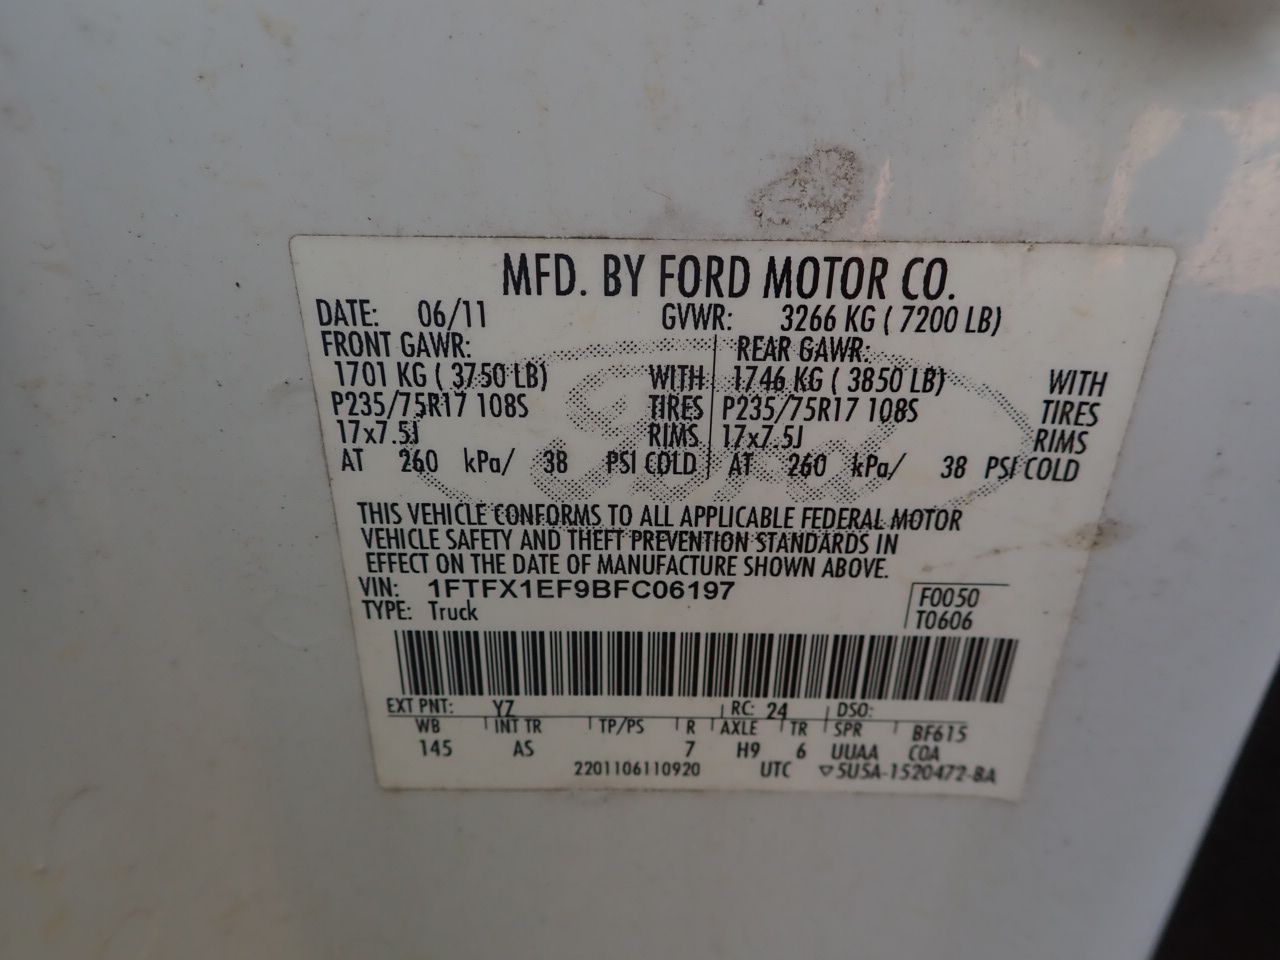 MFD. BY FORD MOTOR CO.
DATE: 06/11 GVWR: 3266 KG ( 7200 LB)
FRONT GAWR: REAR GAWR:
1701 KG ( 3750 LB) WITH 1746 KG ( 3850 LB) WITH
P235/75R17 108S TIRES P235/75R17 108S TIRES
17x7.5J RIMS 17x7.5J RIMS
AT 260 kPa/ 38 PSI COLD AT 260 kPa/ 38 PSI COLD
THIS VEHICLE CONFORMS TO ALL APPLICABLE FEDERAL MOTOR
VEHICLE SAFETY AND THEFT PREVENTION STANDARDS IN
EFFECT ON THE DATE OF MANUFACTURE SHOWN ABOVE.
VIN: 1FTFX1EF9BFC06197 F0050
TYPE: Truck T0606
EXT PNT: YZ RC: 24 DSO:
WB INT TR TP/PS R AXLE TR SPR BF615
145 AS 7 H9 6 UUAA CDA
2201106110920 UTC ▽5U5A-1520472-BA
Ford